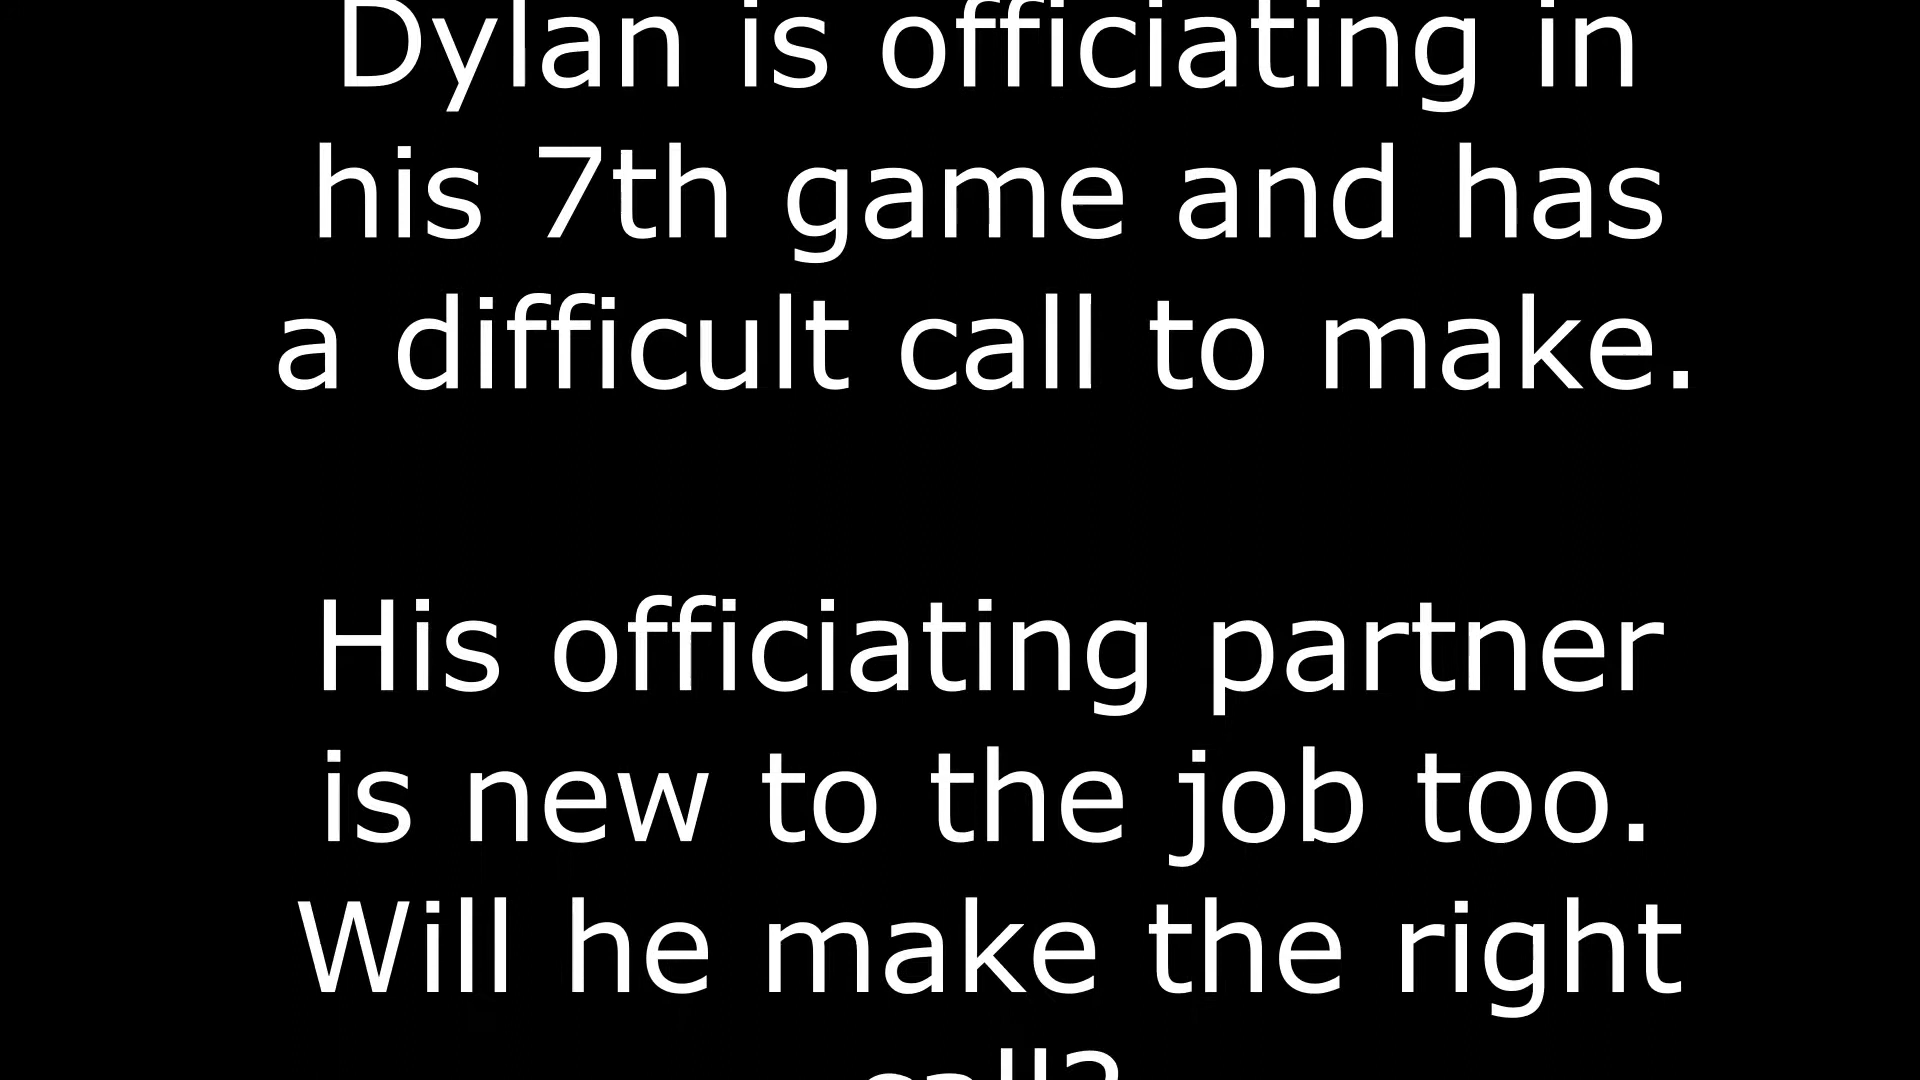 Dylan is officiating in
his 7th game and has
a difficult call to make.
His officiating partner
is new to the job too.
Will he make the right
call?